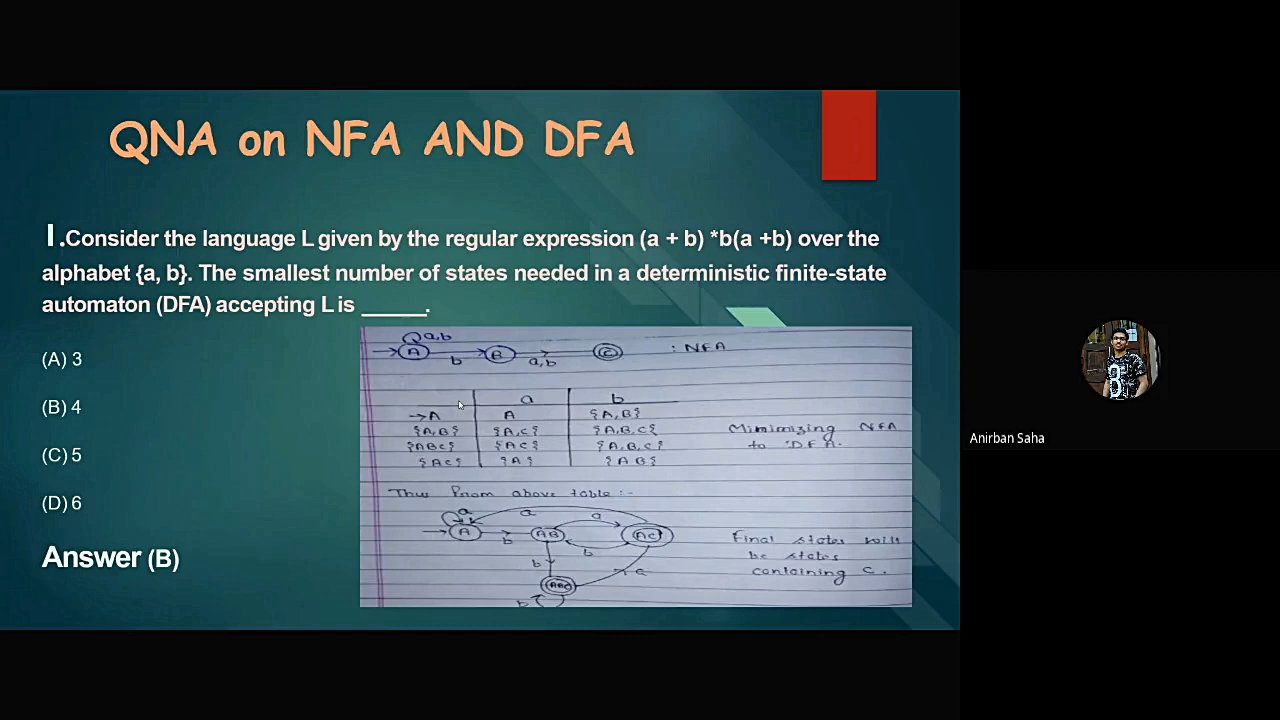 QNA on NFA AND DFA
1.Consider the language L given by the regular expression (a + b) *b(a +b) over the
alphabet {a, b}. The smallest number of states needed in a deterministic finite-state
automaton (DFA) accepting L is _____.
(A) 3
(B) 4
(C) 5
(D) 6
Answer (B)
a,b
A b B a,b C : NFA
a b
→A A {A,B}
{A,B} {A,C} {A,B,C}
{ABC} {AC} {A,B,C}
{AC} {A} {AB}
Minimizing NFA
to DFA.
Thus from above table :-
a a a
A b AB b AC
b
ABC
b
Final states will
be states
containing C.
Anirban Saha